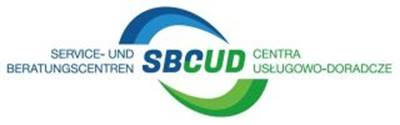 SERVICE- UND
BERATUNGSCENTREN
SBCUD
CENTRA
USŁUGOWO-DORADCZE